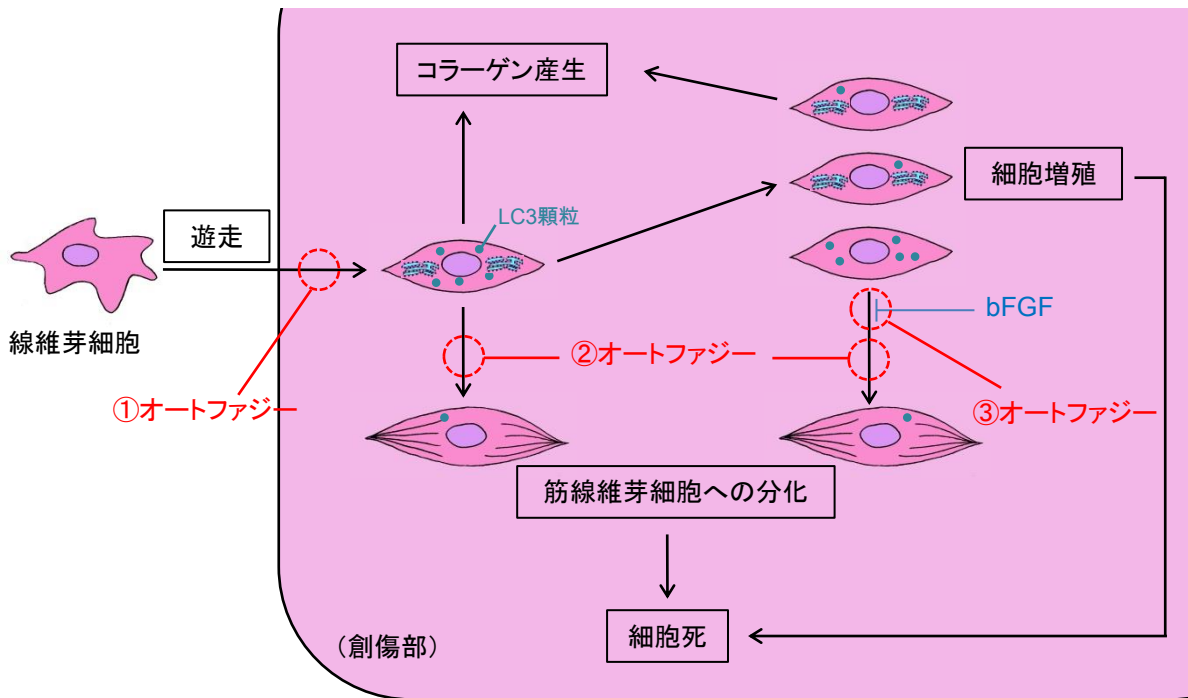 コラーゲン産生
細胞増殖
遊走
LC3顆粒
bFGF
線維芽細胞
②オートファジー
①オートファジー
③オートファジー
筋線維芽細胞への分化
細胞死
(創傷部)